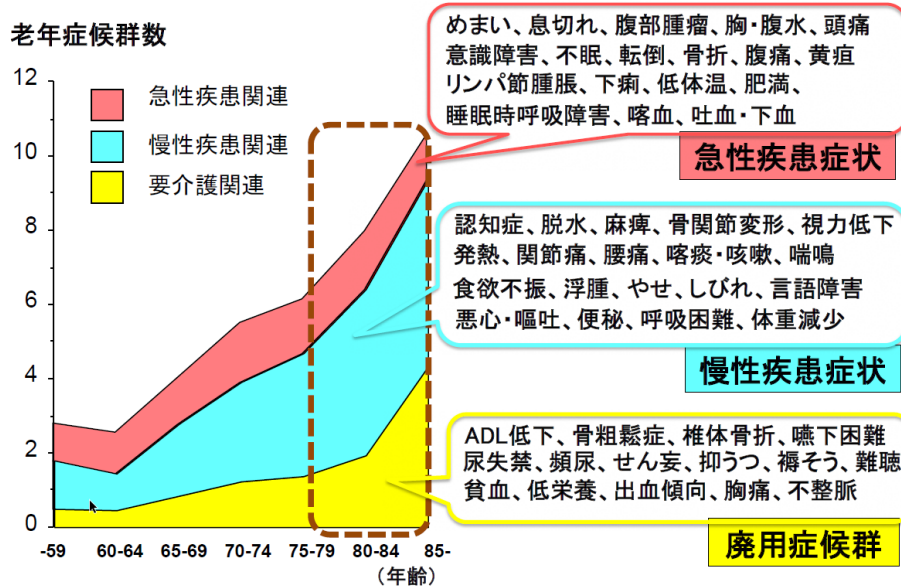 老年症候群数
12
10
8
6
4
2
0
急性疾患関連
慢性疾患関連
要介護関連
-59 60-64 65-69 70-74 75-79 80-84 85-
（年齢）
めまい、息切れ、腹部腫瘤、胸・腹水、頭痛
意識障害、不眠、転倒、骨折、腹痛、黄疸
リンパ節腫脹、下痢、低体温、肥満、
睡眠時呼吸障害、喀血、吐血・下血
急性疾患症状
認知症、脱水、麻痺、骨関節変形、視力低下
発熱、関節痛、腰痛、喀痰・咳嗽、喘鳴
食欲不振、浮腫、やせ、しびれ、言語障害
悪心・嘔吐、便秘、呼吸困難、体重減少
慢性疾患症状
ADL低下、骨粗鬆症、椎体骨折、嚥下困難
尿失禁、頻尿、せん妄、抑うつ、褥そう、難聴
貧血、低栄養、出血傾向、胸痛、不整脈
廃用症候群